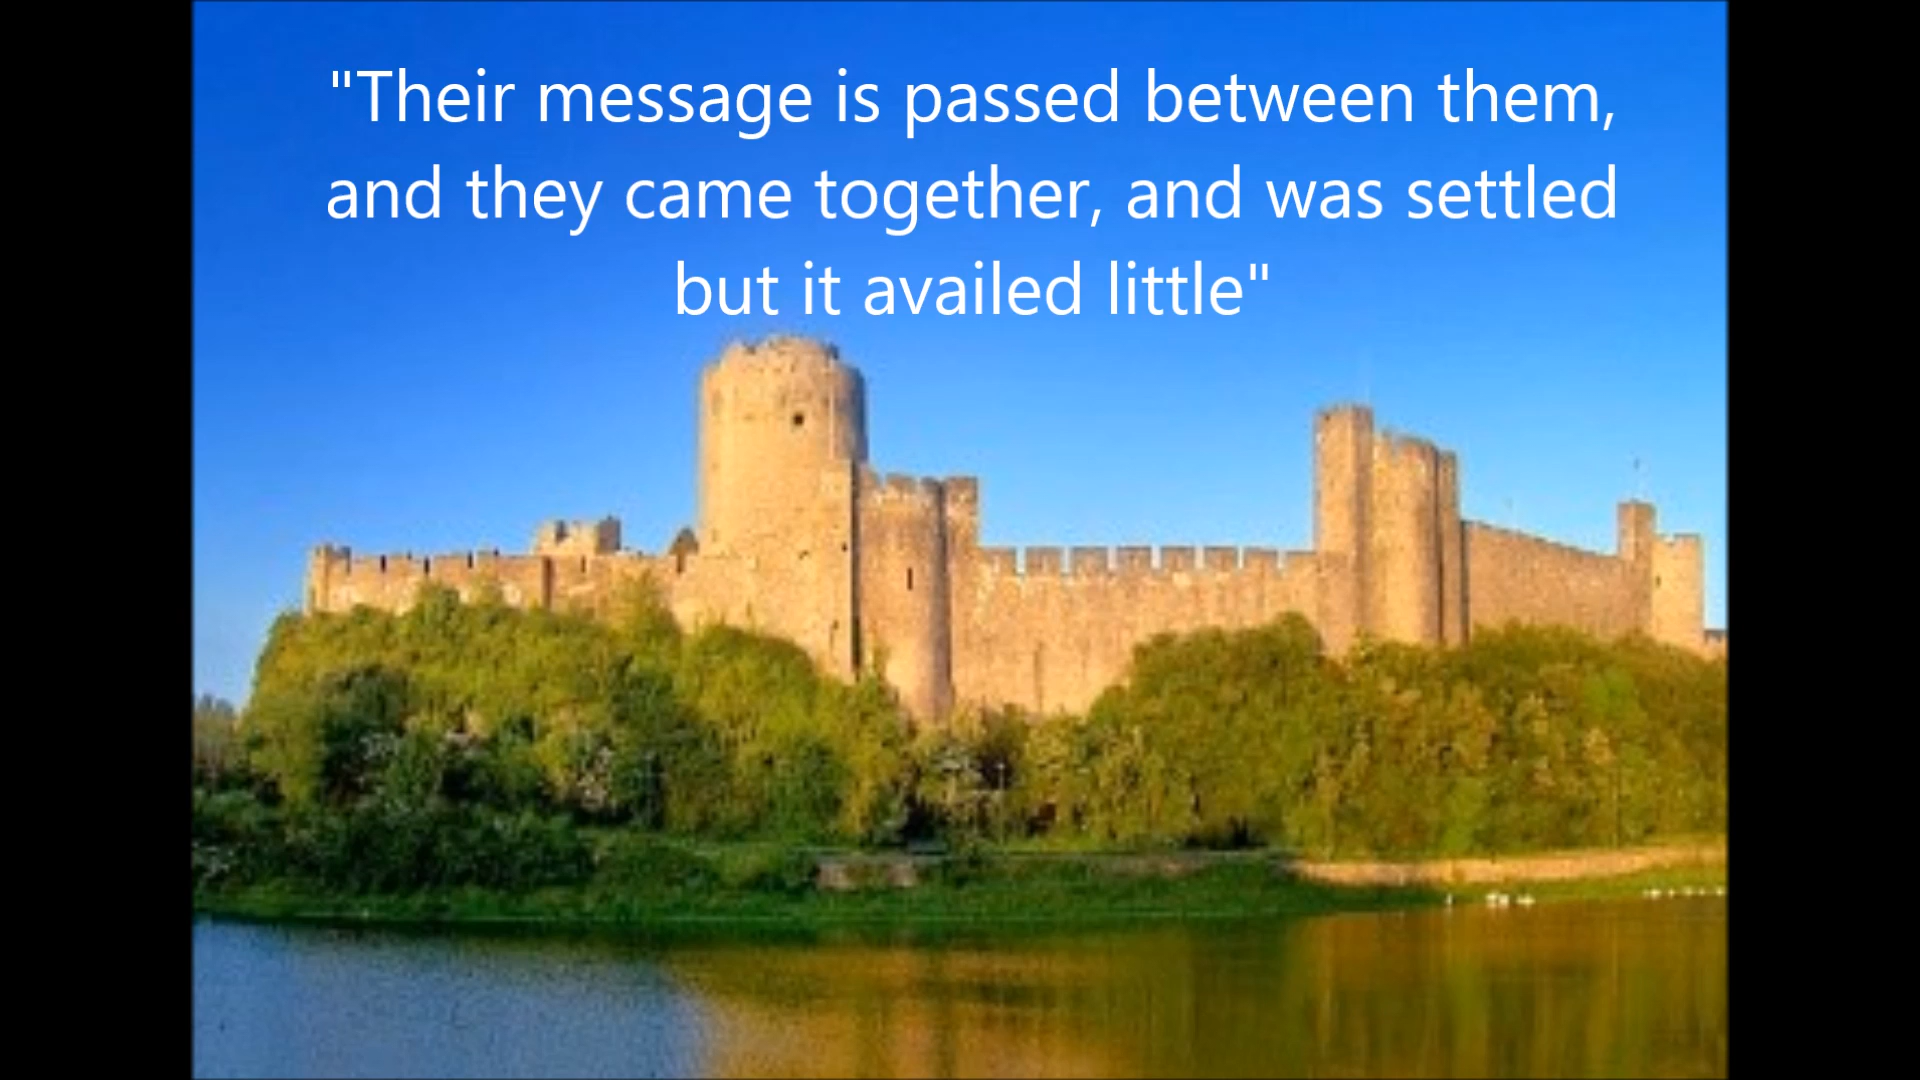 "Their message is passed between them,
and they came together, and was settled
but it availed little"